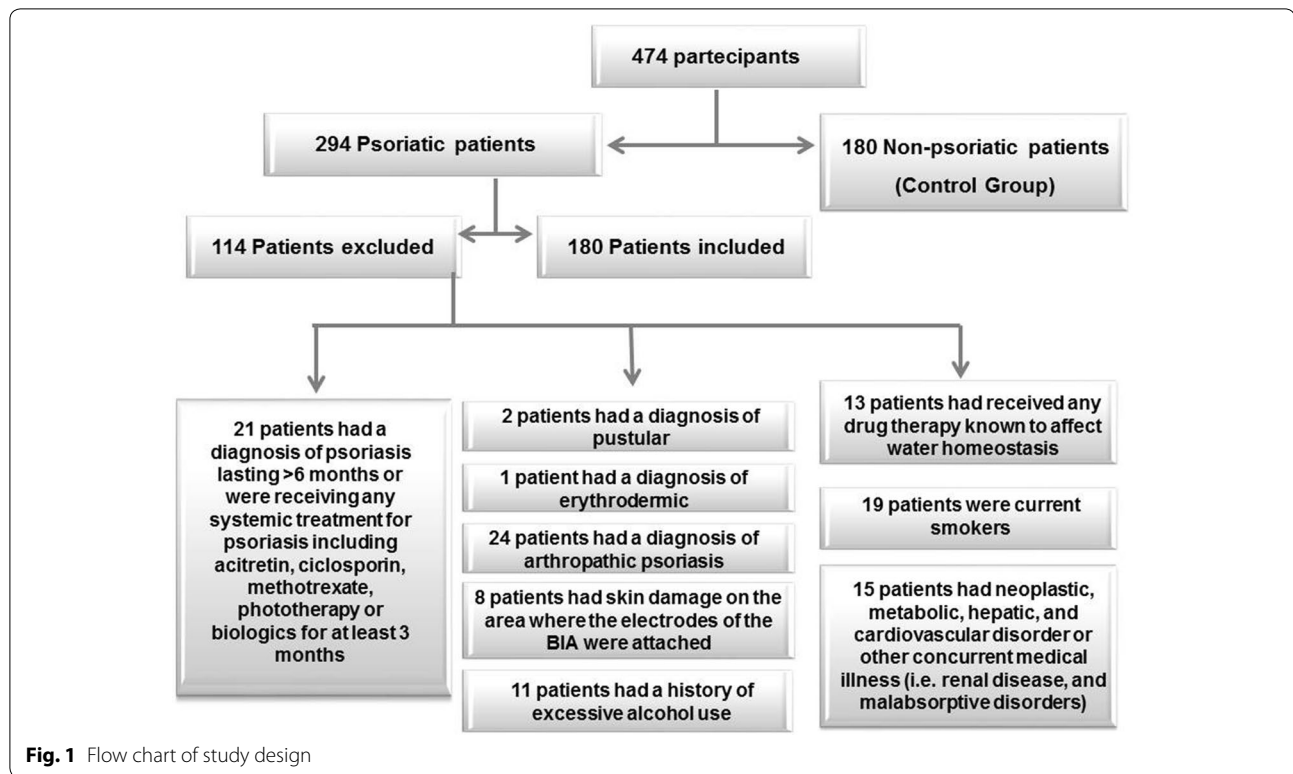 474 partecipants
294 Psoriatic patients
180 Non-psoriatic patients
(Control Group)
114 Patients excluded
180 Patients included
21 patients had a
diagnosis of psoriasis
lasting >6 months or
were receiving any
systemic treatment for
psoriasis including
acitretin, ciclosporin,
methotrexate,
phototherapy or
biologics for at least 3
months
2 patients had a diagnosis of
pustular
1 patient had a diagnosis of
erythrodermic
24 patients had a diagnosis of
arthropathic psoriasis
8 patients had skin damage on the
area where the electrodes of the
BIA were attached
11 patients had a history of
excessive alcohol use
13 patients had received any
drug therapy known to affect
water homeostasis
19 patients were current
smokers
15 patients had neoplastic,
metabolic, hepatic, and
cardiovascular disorder or
other concurrent medical
illness (i.e. renal disease, and
malabsorptive disorders)
Fig. 1 Flow chart of study design